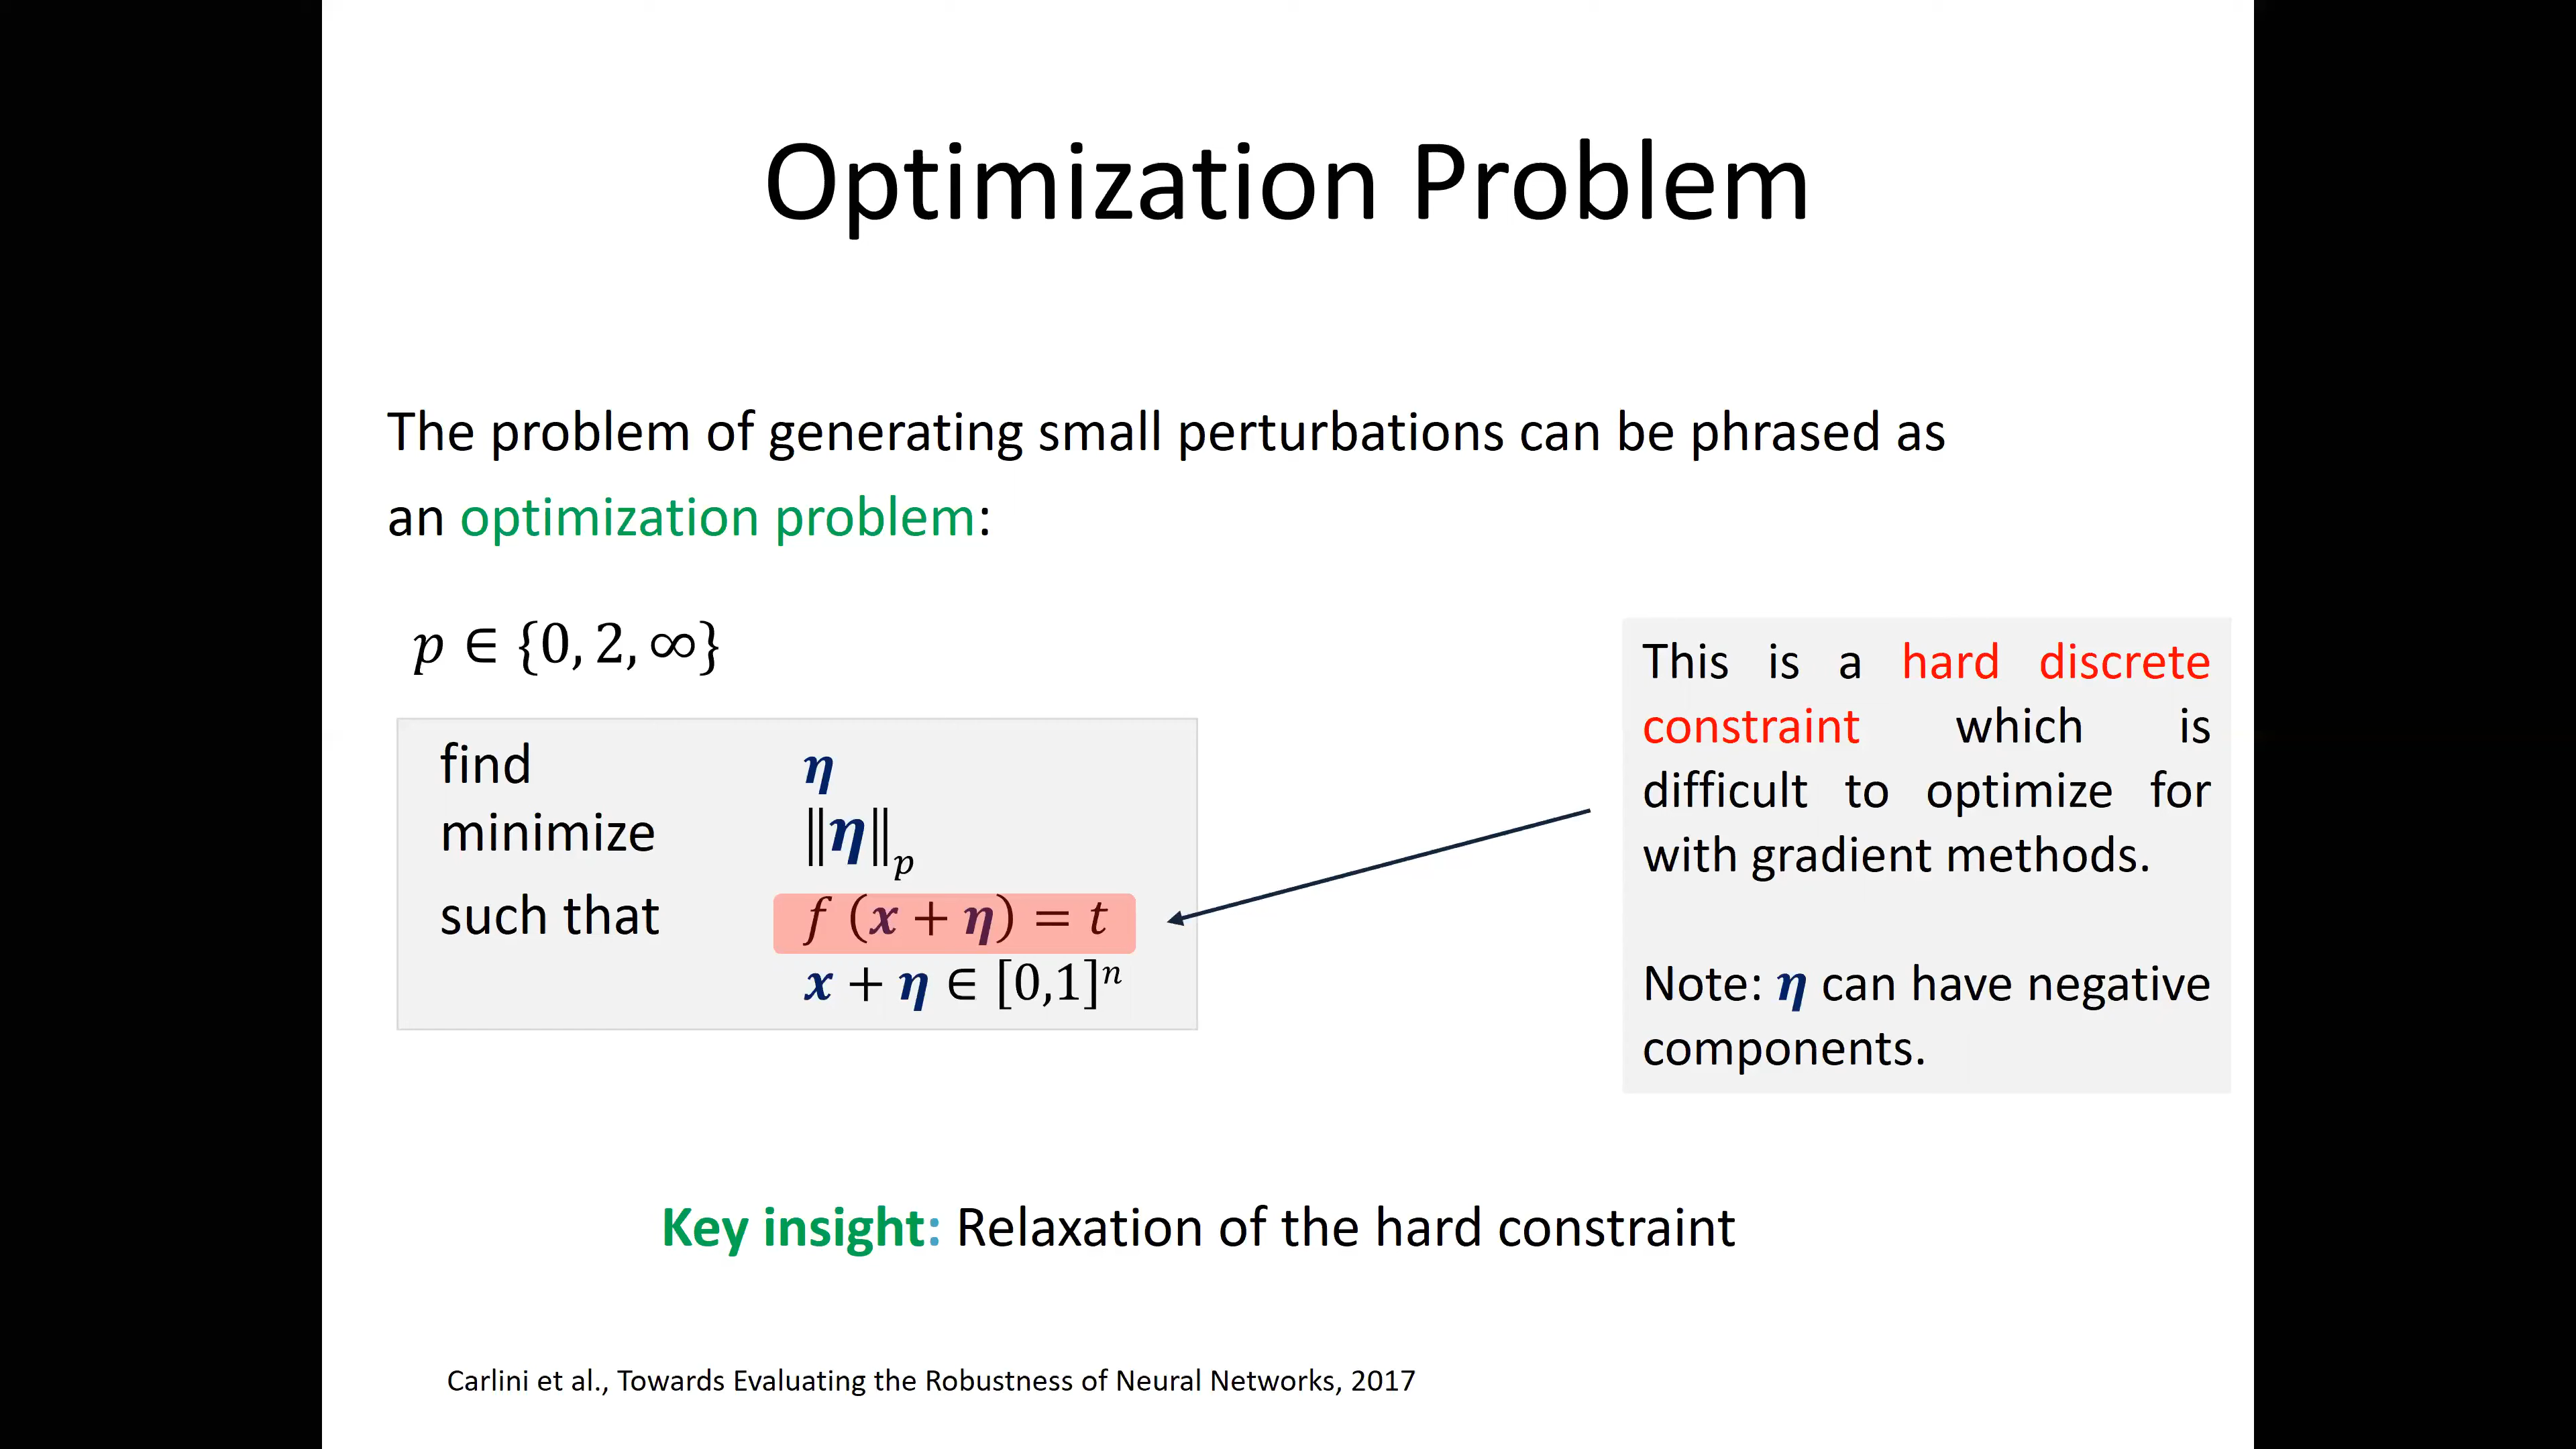 Optimization Problem
The problem of generating small perturbations can be phrased as
an optimization problem:
p ∈ {0, 2, ∞}
find η
minimize ‖η‖p
such that f (x + η) = t
x + η ∈ [0,1]ⁿ
This is a hard discrete
constraint which is
difficult to optimize for
with gradient methods.
Note: η can have negative
components.
Key insight: Relaxation of the hard constraint
Carlini et al., Towards Evaluating the Robustness of Neural Networks, 2017